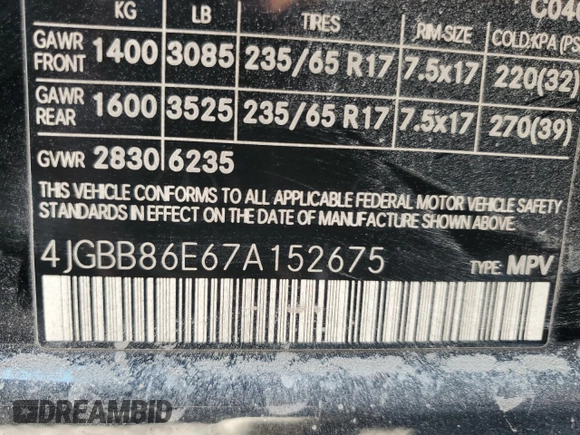 KG LB TIRES RIM-SIZE COLD:KPA
GAWR FRONT 1400 3085 235/65 R17 7.5x17 220(32)
GAWR REAR 1600 3525 235/65 R17 7.5x17 270(39)
GVWR 2830 6235
THIS VEHICLE CONFORMS TO ALL APPLICABLE FEDERAL MOTOR VEHICLE SAFETY
STANDARDS IN EFFECT ON THE DATE OF MANUFACTURE SHOWN ABOVE.
4JGBB86E67A152675 TYPE: MPV
DREAMBID